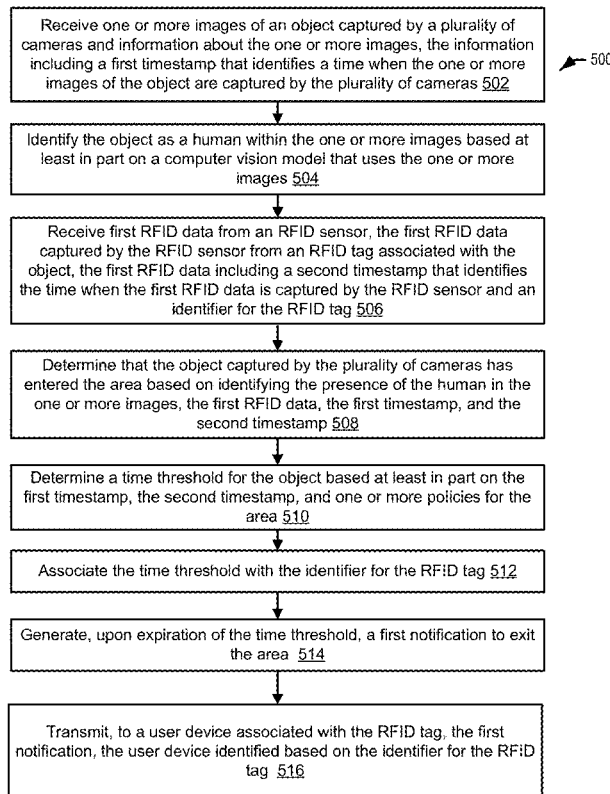 Receive one or more images of an object captured by a plurality of
cameras and information about the one or more images, the information
including a first timestamp that identifies a time when the one or more
images of the object are captured by the plurality of cameras 502
500
Identify the object as a human within the one or more images based at
least in part on a computer vision model that uses the one or more
images 504
Receive first RFID data from an RFID sensor, the first RFID data
captured by the RFID sensor from an RFID tag associated with the
object, the first RFID data including a second timestamp that identifies
the time when the first RFID data is captured by the RFID sensor and an
identifier for the RFID tag 506
Determine that the object captured by the plurality of cameras has
entered the area based on identifying the presence of the human in the
one or more images, the first RFID data, the first timestamp, and the
second timestamp 508
Determine a time threshold for the object based at least in part on the
first timestamp, the second timestamp, and one or more policies for the
area 510
Associate the time threshold with the identifier for the RFID tag 512
Generate, upon expiration of the time threshold, a first notification to exit
the area 514
Transmit, to a user device associated with the RFID tag, the first
notification, the user device identified based on the identifier for the RFID
tag 516